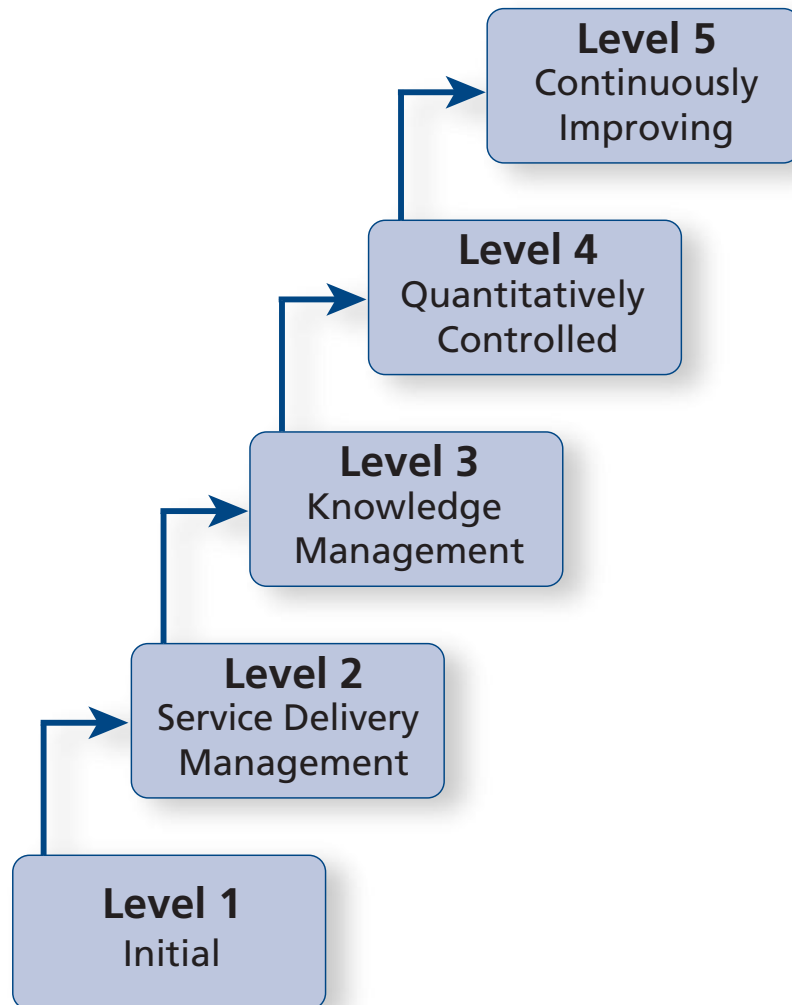 Level 5
Continuously
Improving
Level 4
Quantitatively
Controlled
Level 3
Knowledge
Management
Level 2
Service Delivery
Management
Level 1
Initial